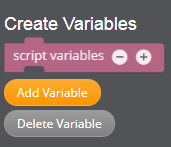 Create Variables
script variables − +
Add Variable
Delete Variable